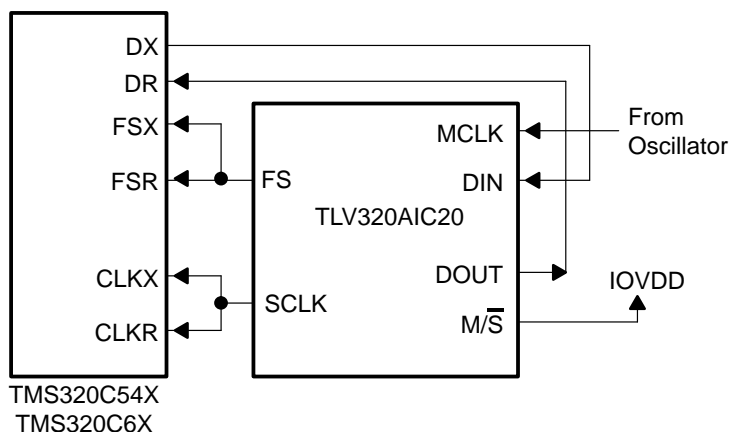 DX
DR
FSX
FSR
CLKX
CLKR
TMS320C54X
TMS320C6X
FS
SCLK
TLV320AIC20
MCLK
DIN
DOUT
M/S̅
From
Oscillator
IOVDD